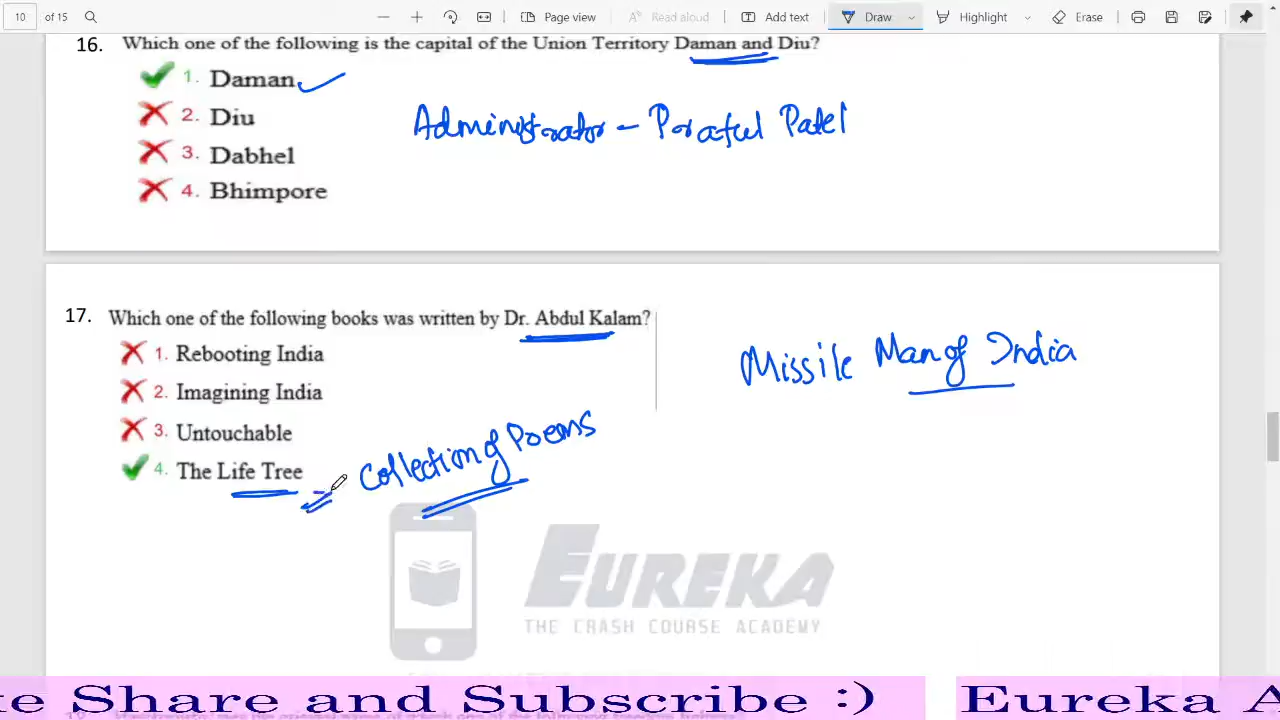 10 of 15 Page view Read aloud Add text Draw Highlight Erase
16. Which one of the following is the capital of the Union Territory Daman and Diu?
1. Daman
2. Diu
3. Dabhel
4. Bhimpore
Administrator - Praful Patel
17. Which one of the following books was written by Dr. Abdul Kalam?
1. Rebooting India
2. Imagining India
3. Untouchable
4. The Life Tree
Missile Man of India
Collection of Poems
EUREKA
THE CRASH COURSE ACADEMY
ke Share and Subscribe :) Eureka A